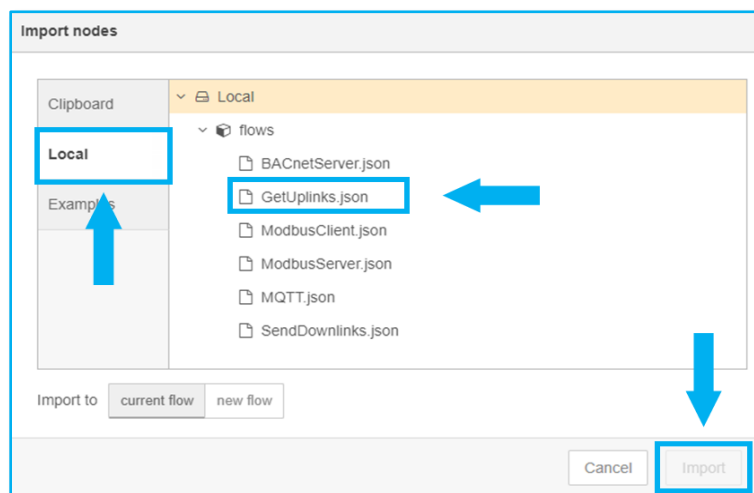 Import nodes
Clipboard
Local
Examples
Local
flows
BACnetServer.json
GetUplinks.json
ModbusClient.json
ModbusServer.json
MQTT.json
SendDownlinks.json
Import to current flow new flow
Cancel Import